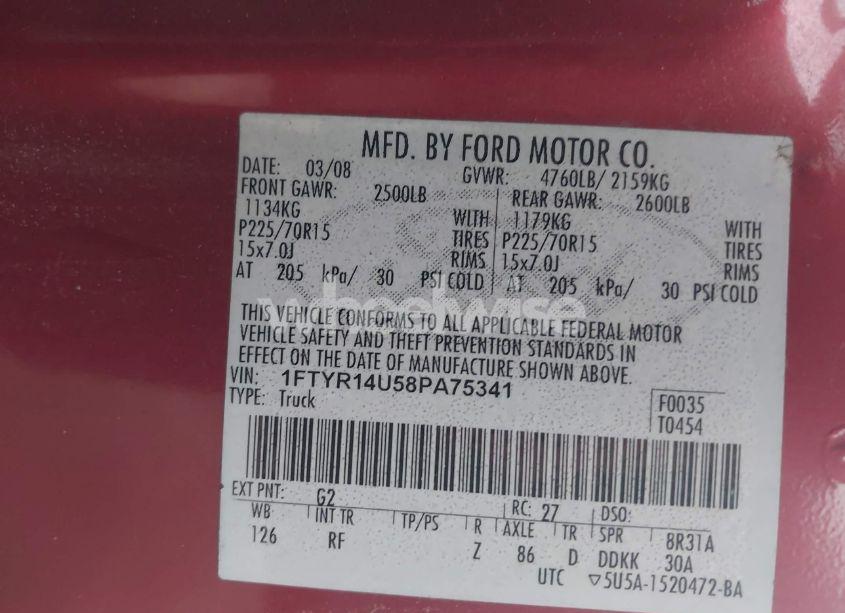 MFD. BY FORD MOTOR CO.
DATE: 03/08 GVWR: 4760LB/ 2159KG
FRONT GAWR: 2500LB REAR GAWR: 2600LB
1134KG WITH 1179KG WITH
P225/70R15 TIRES P225/70R15 TIRES
15x7.0J RIMS 15x7.0J RIMS
AT 205 kPa/ 30 PSI COLD AT 205 kPa/ 30 PSI COLD
wheelwise
THIS VEHICLE CONFORMS TO ALL APPLICABLE FEDERAL MOTOR
VEHICLE SAFETY AND THEFT PREVENTION STANDARDS IN
EFFECT ON THE DATE OF MANUFACTURE SHOWN ABOVE.
VIN: 1FTYR14U58PA75341
TYPE: Truck
F0035
T0454
EXT PNT: G2 RC: 27 DSO:
WB INT TR TP/PS R AXLE TR SPR 8R31A
126 RF Z 86 D DDKK 30A
UTC ▽5U5A-1520472-BA